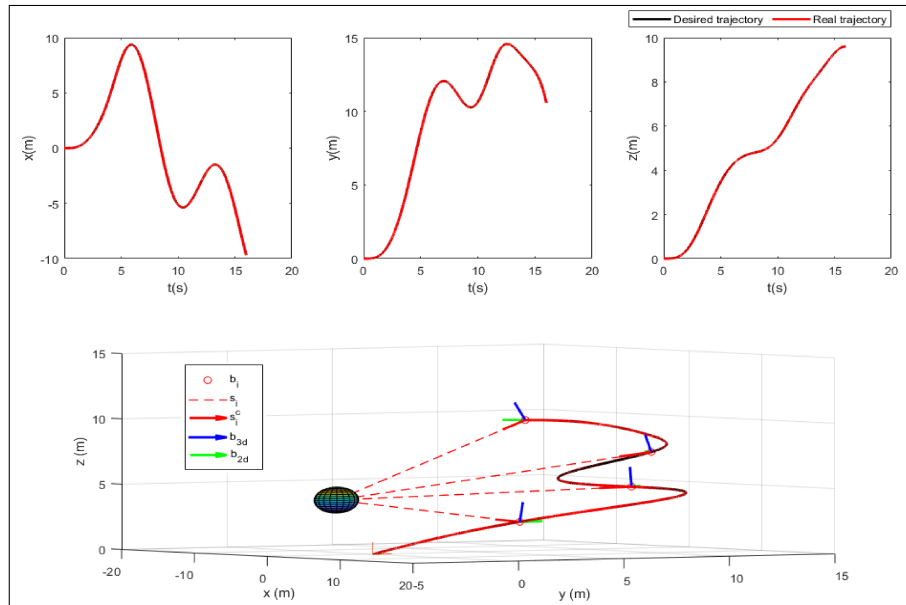 Desired trajectory
Real trajectory
10
5
0
-5
-10
x(m)
0 5 10 15 20
t(s)
15
10
5
0
y(m)
0 5 10 15 20
t(s)
10
8
6
4
2
0
z(m)
0 5 10 15 20
t(s)
15
10
5
0
z (m)
b_i
s_i
s_i^c
b_3d
b_2d
-20 -10 0 10 20
x (m)
-5 0 5 10 15
y (m)